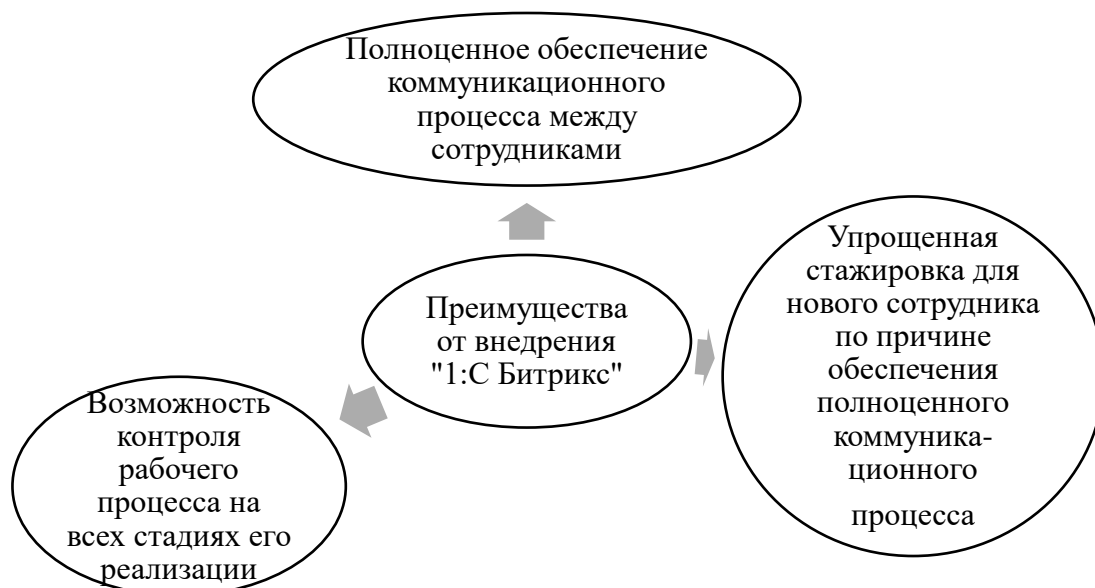 Полноценное обеспечение
коммуникационного
процесса между
сотрудниками
Преимущества
от внедрения
"1:С Битрикс"
Упрощенная
стажировка для
нового сотрудника
по причине
обеспечения
полноценного
коммуника-
ционного
процесса
Возможность
контроля
рабочего
процесса на
всех стадиях его
реализации